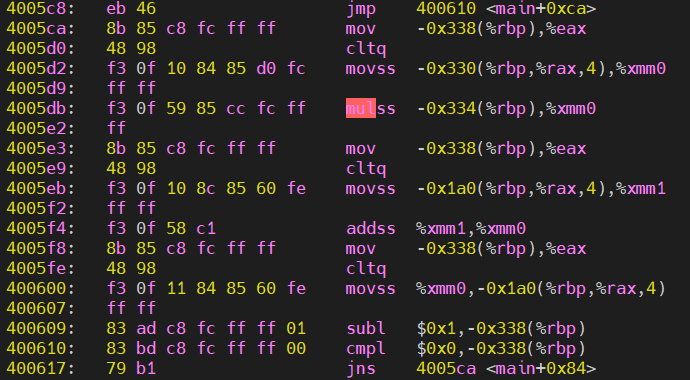 4005c8: eb 46 jmp 400610 <main+0xca>
4005ca: 8b 85 c8 fc ff ff mov -0x338(%rbp),%eax
4005d0: 48 98 cltq
4005d2: f3 0f 10 84 85 d0 fc movss -0x330(%rbp,%rax,4),%xmm0
4005d9: ff ff
4005db: f3 0f 59 85 cc fc ff mulss -0x334(%rbp),%xmm0
4005e2: ff
4005e3: 8b 85 c8 fc ff ff mov -0x338(%rbp),%eax
4005e9: 48 98 cltq
4005eb: f3 0f 10 8c 85 60 fe movss -0x1a0(%rbp,%rax,4),%xmm1
4005f2: ff ff
4005f4: f3 0f 58 c1 addss %xmm1,%xmm0
4005f8: 8b 85 c8 fc ff ff mov -0x338(%rbp),%eax
4005fe: 48 98 cltq
400600: f3 0f 11 84 85 60 fe movss %xmm0,-0x1a0(%rbp,%rax,4)
400607: ff ff
400609: 83 ad c8 fc ff ff 01 subl $0x1,-0x338(%rbp)
400610: 83 bd c8 fc ff ff 00 cmpl $0x0,-0x338(%rbp)
400617: 79 b1 jns 4005ca <main+0x84>